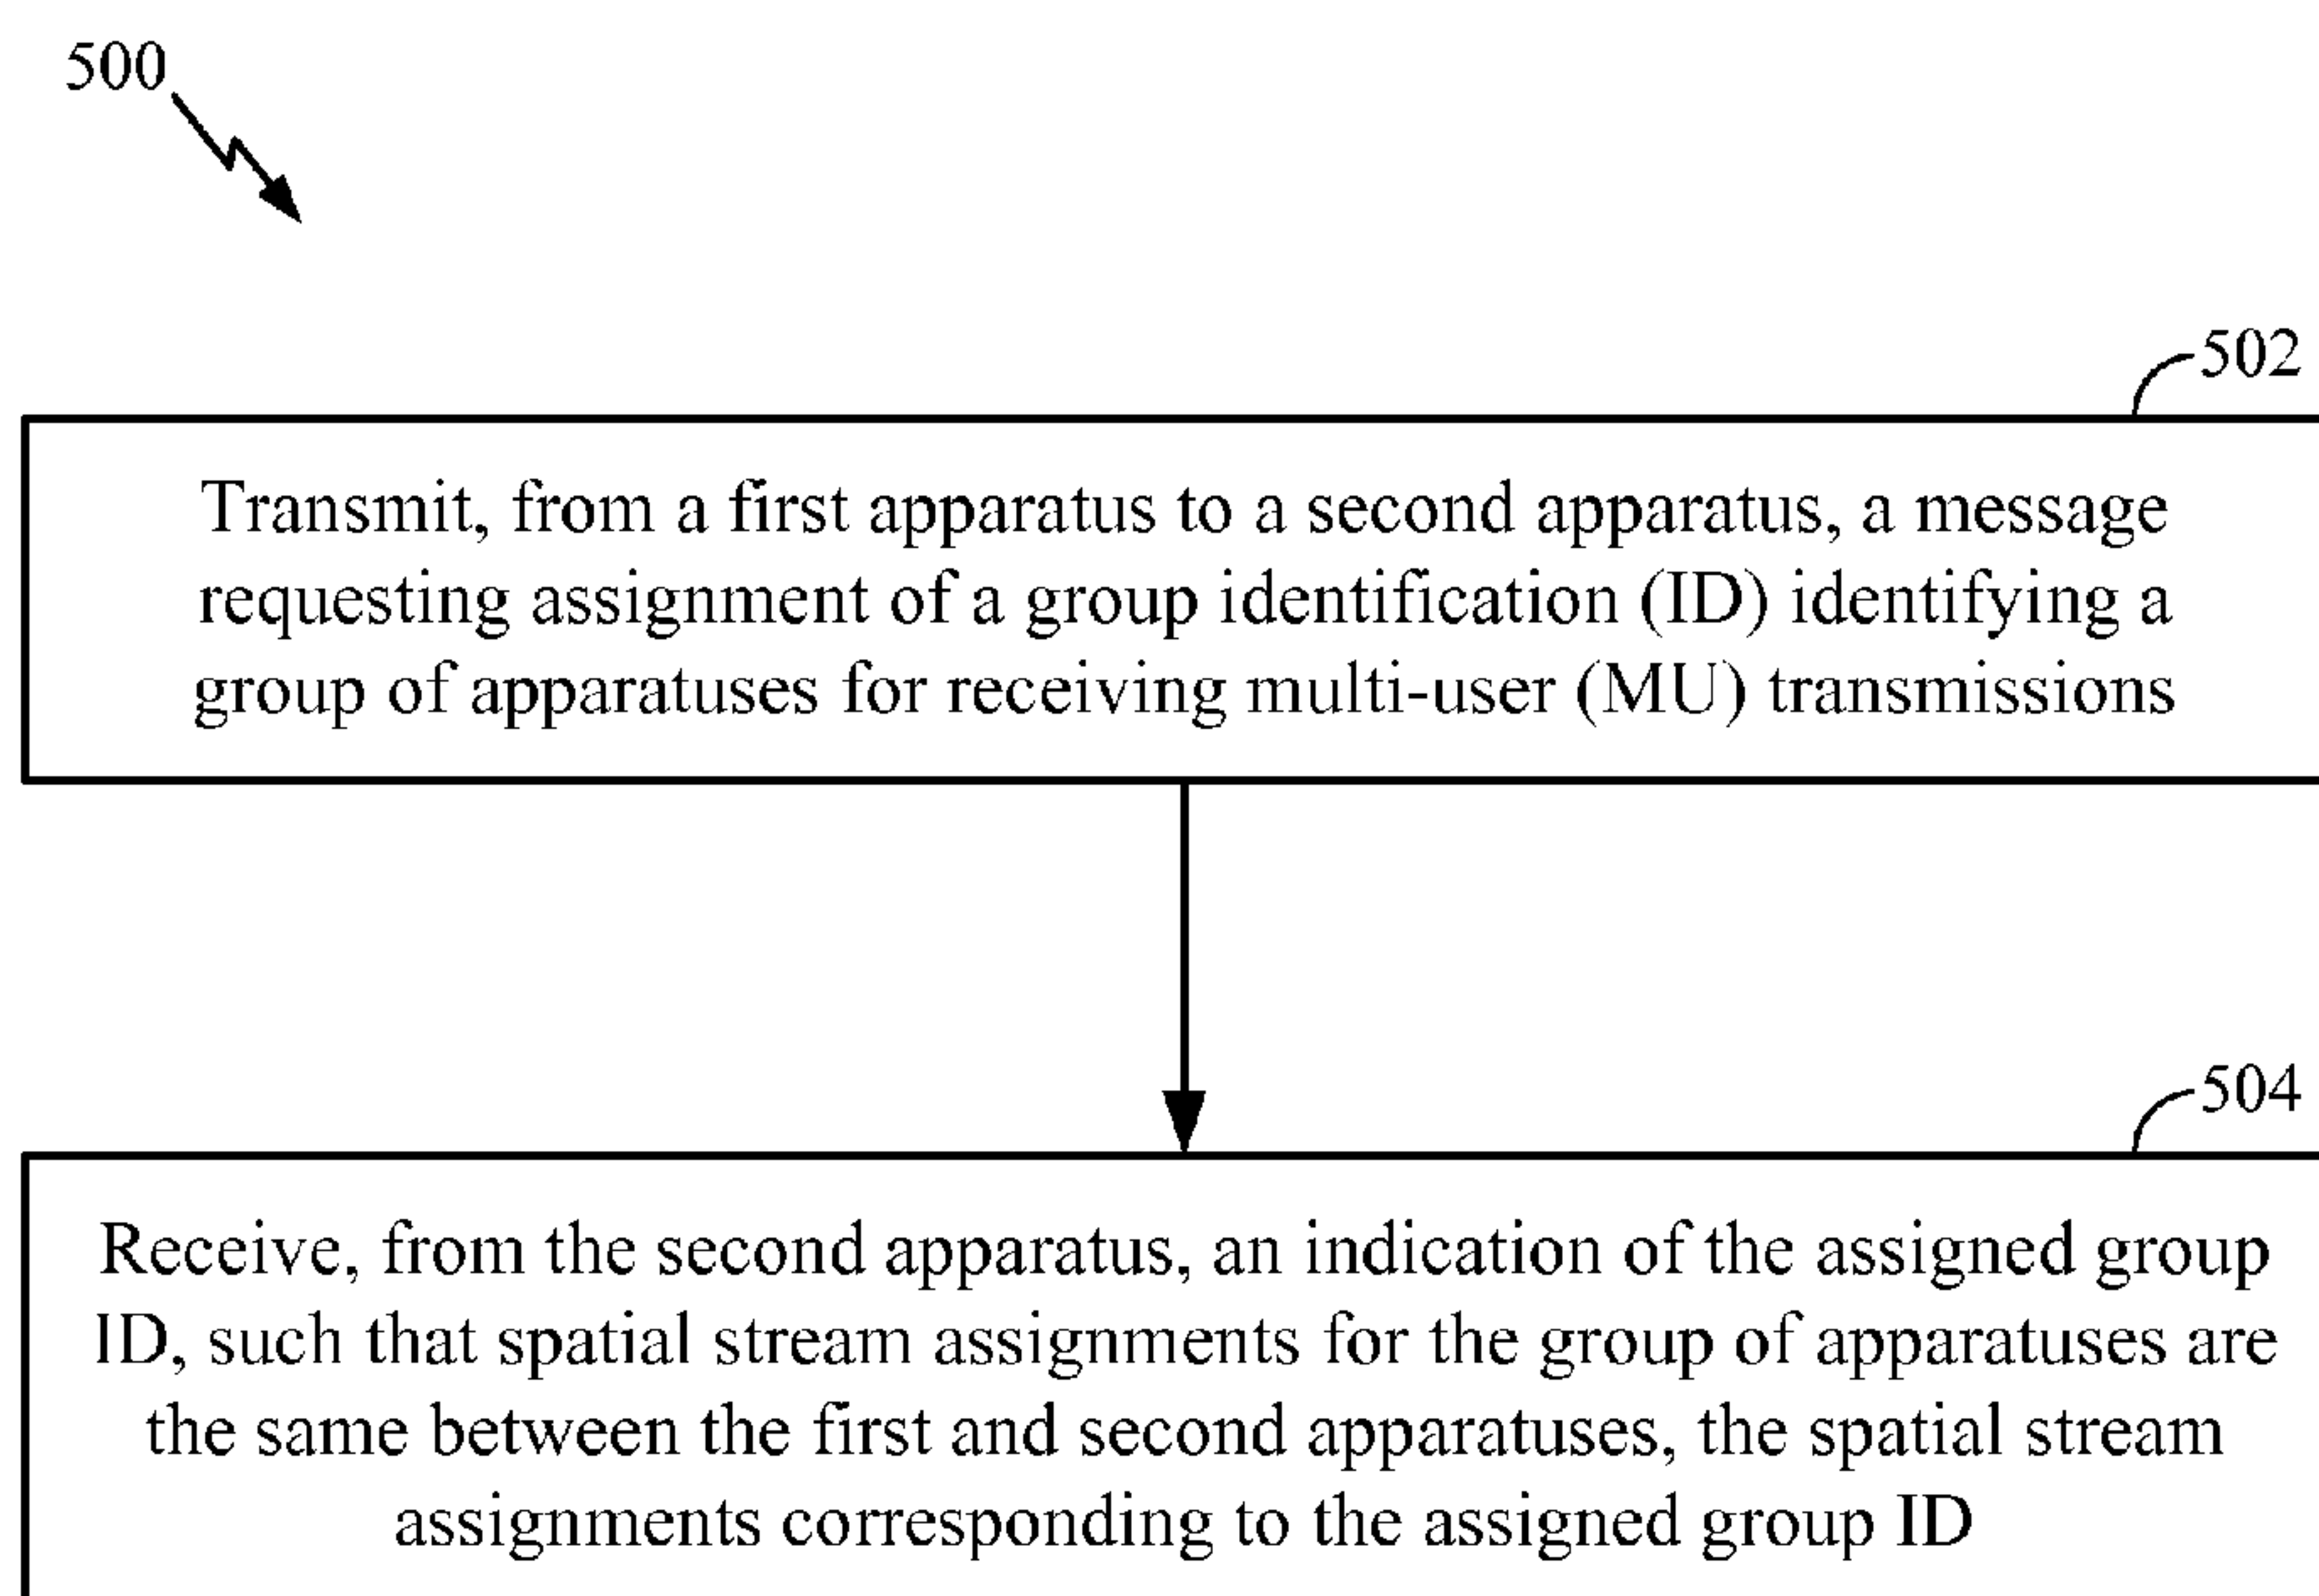 500
502
Transmit, from a first apparatus to a second apparatus, a message
requesting assignment of a group identification (ID) identifying a
group of apparatuses for receiving multi-user (MU) transmissions
504
Receive, from the second apparatus, an indication of the assigned group
ID, such that spatial stream assignments for the group of apparatuses are
the same between the first and second apparatuses, the spatial stream
assignments corresponding to the assigned group ID